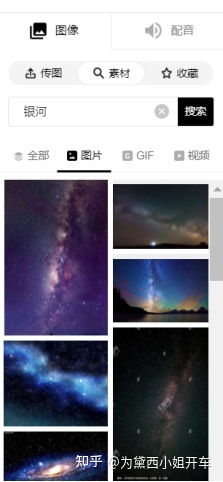 图像 配音
传图 素材 收藏
银河 搜索
全部 图片 GIF 视频
知乎 @为黛西小姐开车